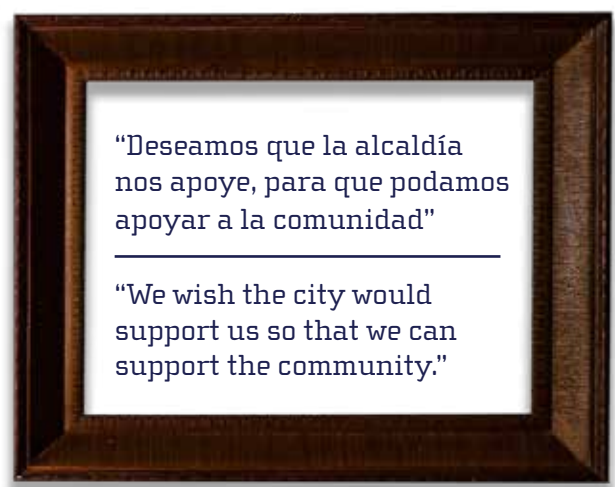 “Deseamos que la alcaldía
nos apoye, para que podamos
apoyar a la comunidad”
“We wish the city would
support us so that we can
support the community.”